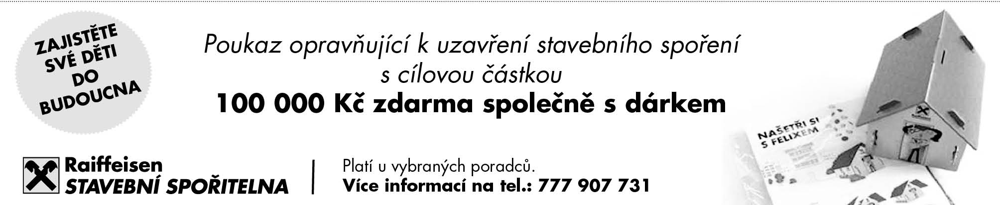 ZAJISTĚTE
SVÉ DĚTI
DO
BUDOUCNA
Poukaz opravňující k uzavření stavebního spoření
s cílovou částkou
100 000 Kč zdarma společně s dárkem
NAŠETŘI SI
S FELIXEM
Raiffeisen
STAVEBNÍ SPOŘITELNA
Platí u vybraných poradců.
Více informací na tel.: 777 907 731